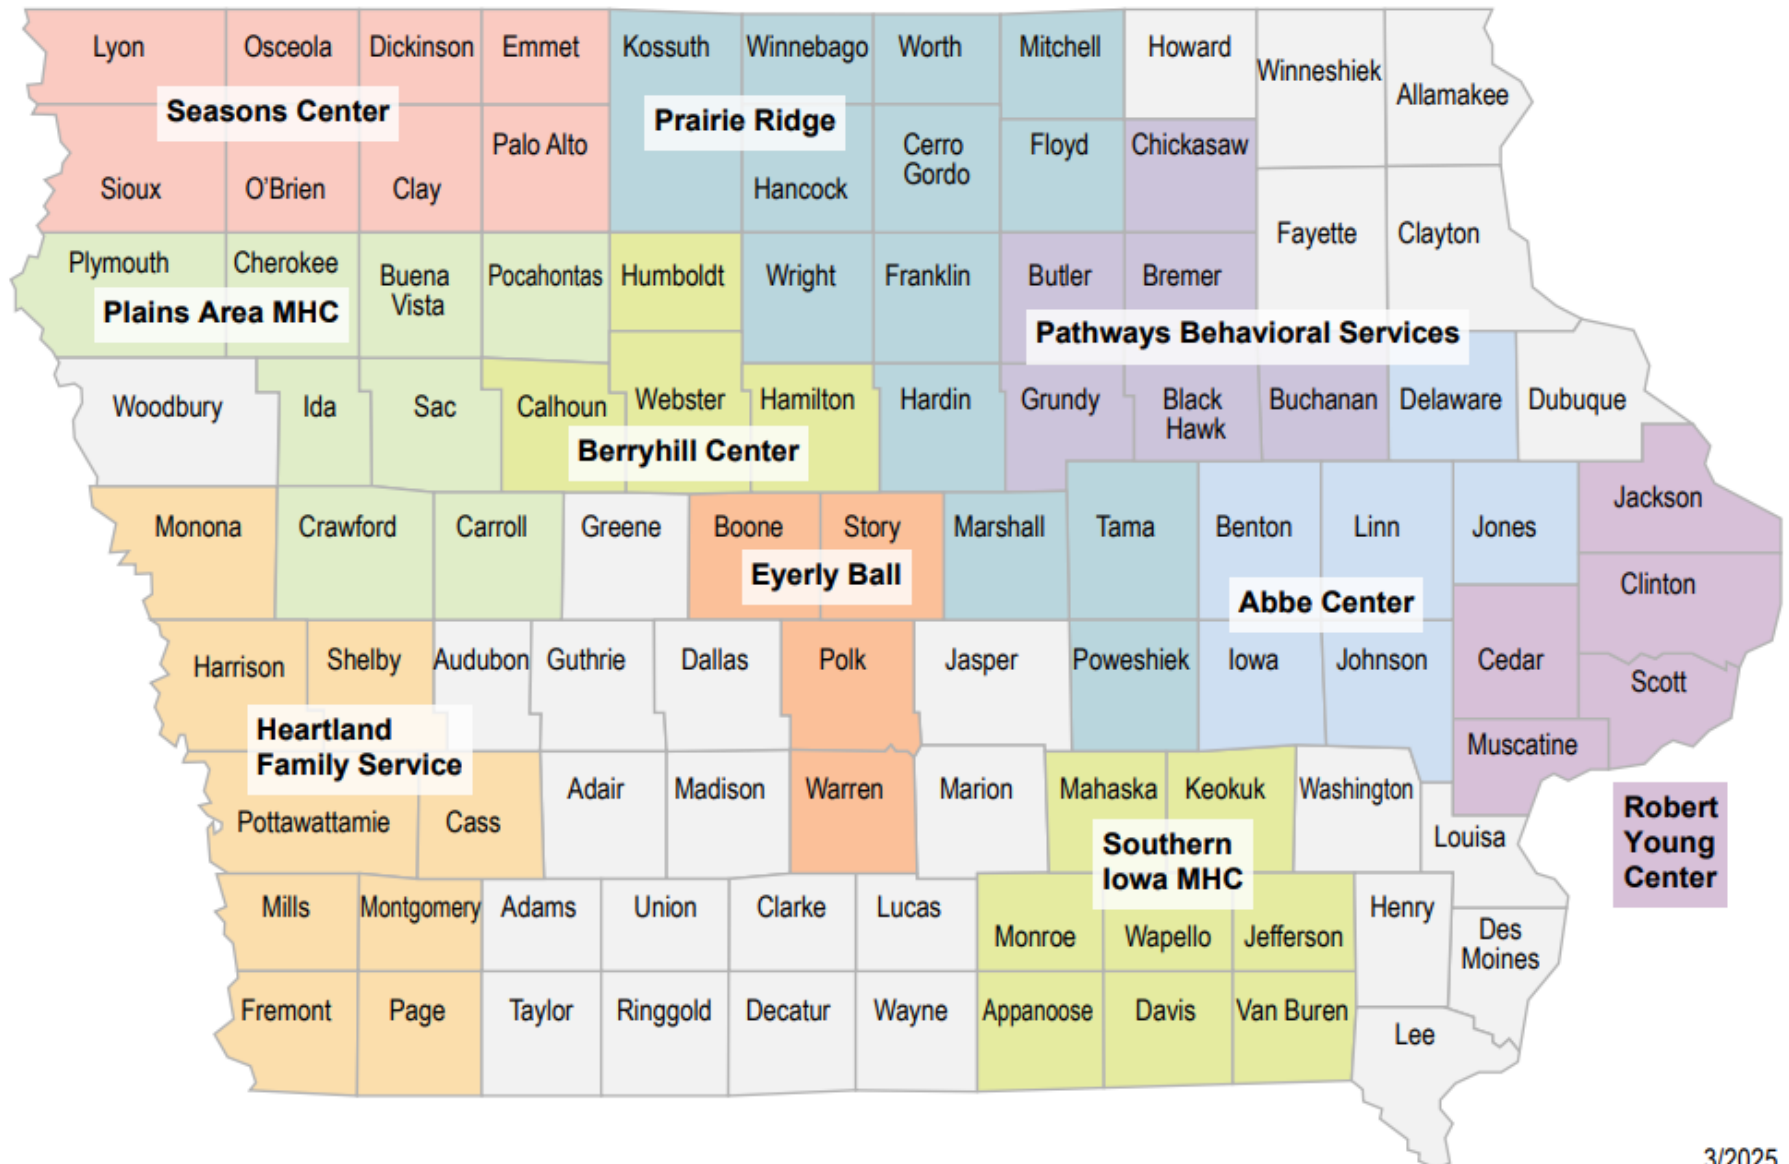 Lyon
Osceola
Dickinson
Emmet
Kossuth
Winnebago
Worth
Mitchell
Howard
Winneshiek
Allamakee
Seasons Center
Prairie Ridge
Palo Alto
Cerro
Gordo
Floyd
Chickasaw
Sioux
O'Brien
Clay
Hancock
Fayette
Clayton
Plymouth
Cherokee
Buena
Vista
Pocahontas
Humboldt
Wright
Franklin
Butler
Bremer
Plains Area MHC
Pathways Behavioral Services
Woodbury
Ida
Sac
Calhoun
Webster
Hamilton
Hardin
Grundy
Black
Hawk
Buchanan
Delaware
Dubuque
Berryhill Center
Monona
Crawford
Carroll
Greene
Boone
Story
Marshall
Tama
Benton
Linn
Jones
Jackson
Eyerly Ball
Clinton
Abbe Center
Harrison
Shelby
Audubon
Guthrie
Dallas
Polk
Jasper
Poweshiek
Iowa
Johnson
Cedar
Scott
Heartland
Family Service
Muscatine
Pottawattamie
Cass
Adair
Madison
Warren
Marion
Mahaska
Keokuk
Washington
Louisa
Robert
Young
Center
Southern
Iowa MHC
Mills
Montgomery
Adams
Union
Clarke
Lucas
Monroe
Wapello
Jefferson
Henry
Des
Moines
Fremont
Page
Taylor
Ringgold
Decatur
Wayne
Appanoose
Davis
Van Buren
Lee
3/2025